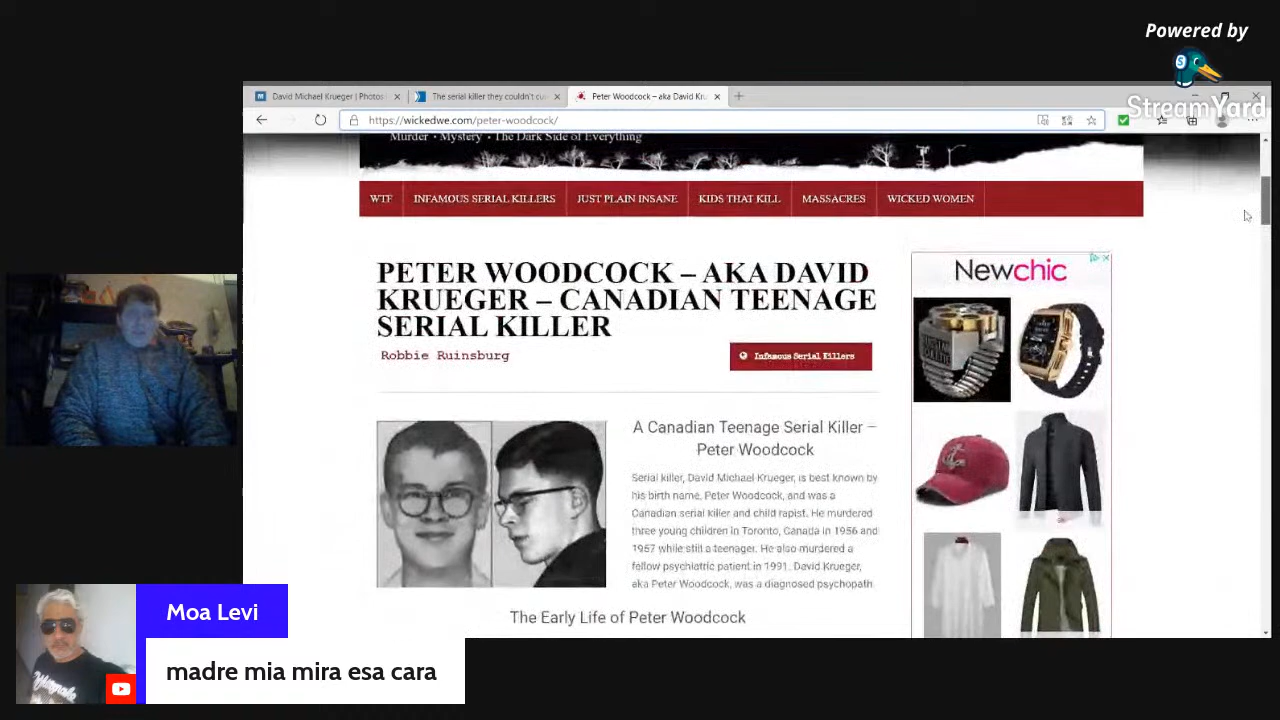 Powered by
StreamYard
David Michael Krueger | Photos
The serial killer they couldn't cu
Peter Woodcock – aka David Kru
https://wickedwe.com/peter-woodcock/
Murder • Mystery • The Dark Side of Everything
WTF
INFAMOUS SERIAL KILLERS
JUST PLAIN INSANE
KIDS THAT KILL
MASSACRES
WICKED WOMEN
PETER WOODCOCK – AKA DAVID
KRUEGER – CANADIAN TEENAGE
SERIAL KILLER
Robbie Ruinsburg
Infamous Serial Killers
Newchic
A Canadian Teenage Serial Killer –
Peter Woodcock
Serial killer, David Michael Krueger, is best known by
his birth name, Peter Woodcock, and was a
Canadian serial killer and child rapist. He murdered
three young children in Toronto, Canada in 1956 and
1957 while still a teenager. He also murdered a
fellow psychiatric patient in 1991. David Krueger,
aka Peter Woodcock, was a diagnosed psychopath.
The Early Life of Peter Woodcock
Moa Levi
madre mia mira esa cara